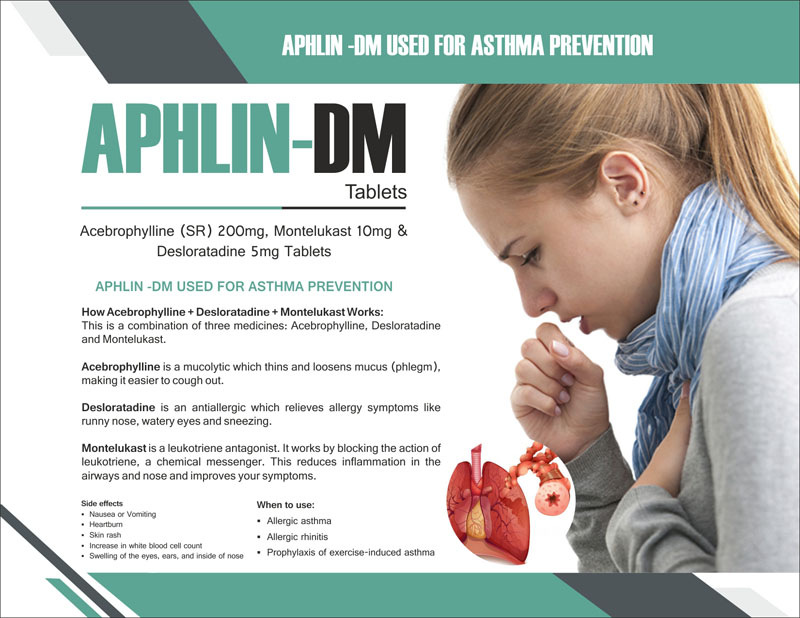 APHLIN -DM USED FOR ASTHMA PREVENTION
APHLIN-DM
Tablets
Acebrophylline (SR) 200mg, Montelukast 10mg &
Desloratadine 5mg Tablets
APHLIN -DM USED FOR ASTHMA PREVENTION
How Acebrophylline + Desloratadine + Montelukast Works:
This is a combination of three medicines: Acebrophylline, Desloratadine
and Montelukast.
Acebrophylline is a mucolytic which thins and loosens mucus (phlegm),
making it easier to cough out.
Desloratadine is an antiallergic which relieves allergy symptoms like
runny nose, watery eyes and sneezing.
Montelukast is a leukotriene antagonist. It works by blocking the action of
leukotriene, a chemical messenger. This reduces inflammation in the
airways and nose and improves your symptoms.
Side effects
▪ Nausea or Vomiting
▪ Heartburn
▪ Skin rash
▪ Increase in white blood cell count
▪ Swelling of the eyes, ears, and inside of nose
When to use:
▪ Allergic asthma
▪ Allergic rhinitis
▪ Prophylaxis of exercise-induced asthma